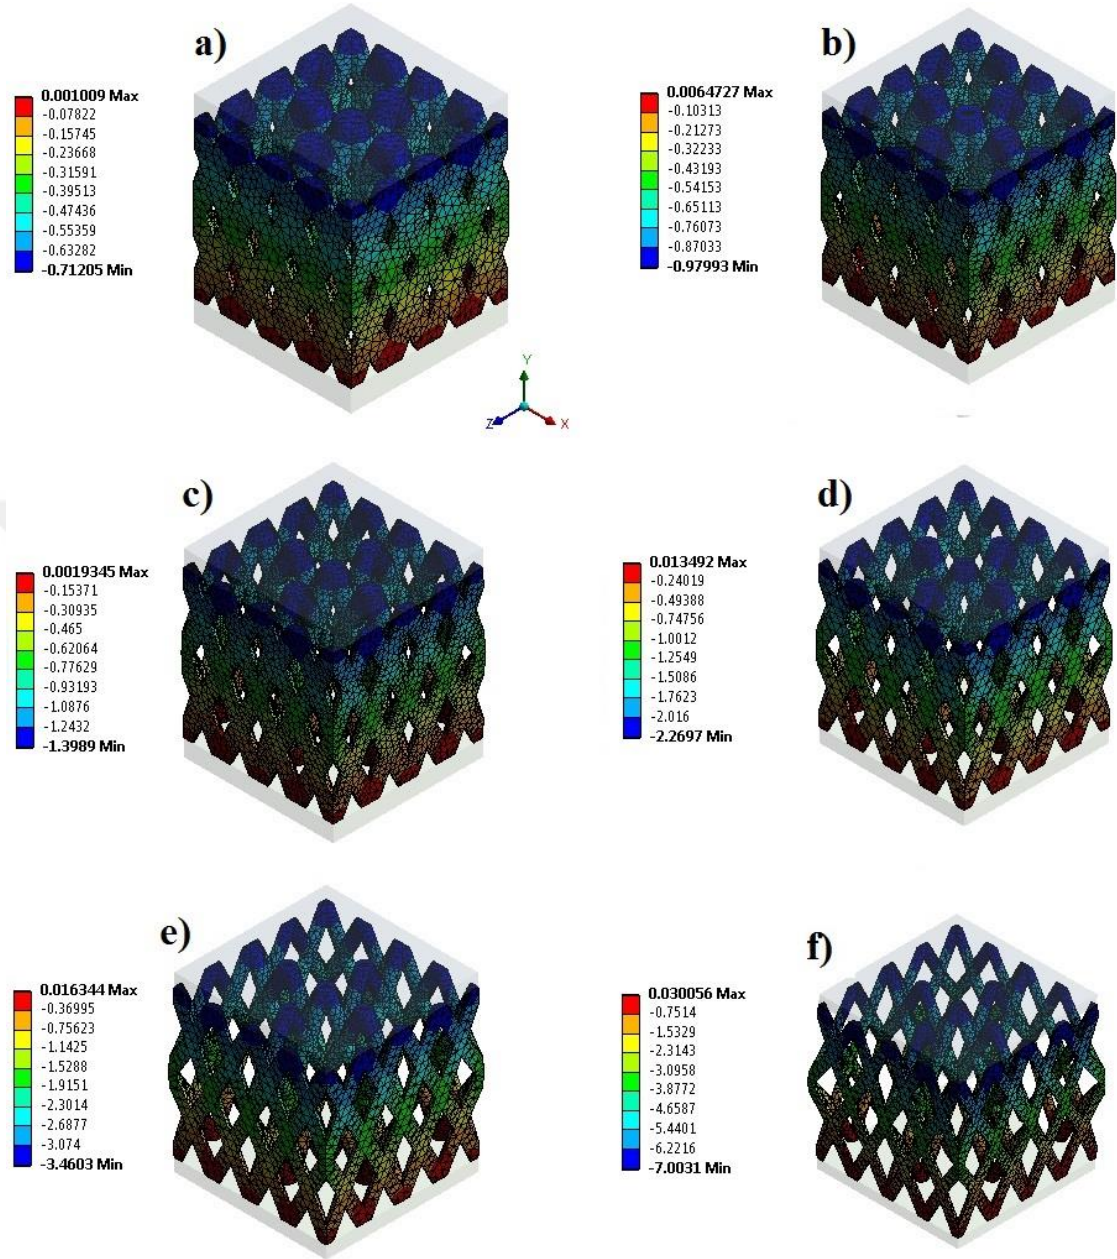 a)
0.001009 Max
-0.07822
-0.15745
-0.23668
-0.31591
-0.39513
-0.47436
-0.55359
-0.63282
-0.71205 Min
b)
0.0064727 Max
-0.10313
-0.21273
-0.32233
-0.43193
-0.54153
-0.65113
-0.76073
-0.87033
-0.97993 Min
Y
Z
X
c)
0.0019345 Max
-0.15371
-0.30935
-0.465
-0.62064
-0.77629
-0.93193
-1.0876
-1.2432
-1.3989 Min
d)
0.013492 Max
-0.24019
-0.49388
-0.74756
-1.0012
-1.2549
-1.5086
-1.7623
-2.016
-2.2697 Min
e)
0.016344 Max
-0.36995
-0.75623
-1.1425
-1.5288
-1.9151
-2.3014
-2.6877
-3.074
-3.4603 Min
f)
0.030056 Max
-0.7514
-1.5329
-2.3143
-3.0958
-3.8772
-4.6587
-5.4401
-6.2216
-7.0031 Min